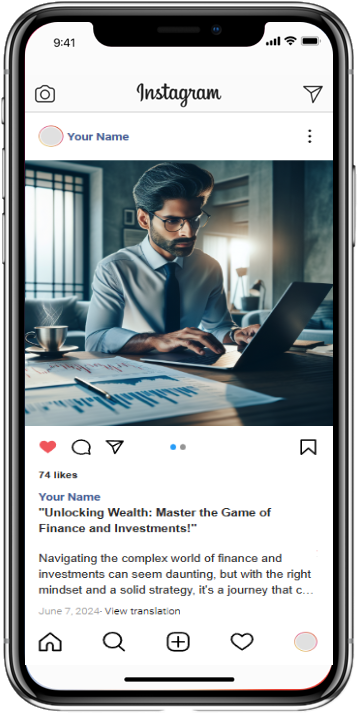 9:41
Instagram
Your Name
74 likes
Your Name
"Unlocking Wealth: Master the Game of
Finance and Investments!"
Navigating the complex world of finance and
investments can seem daunting, but with the right
mindset and a solid strategy, it's a journey that c...
June 7, 2024- View translation